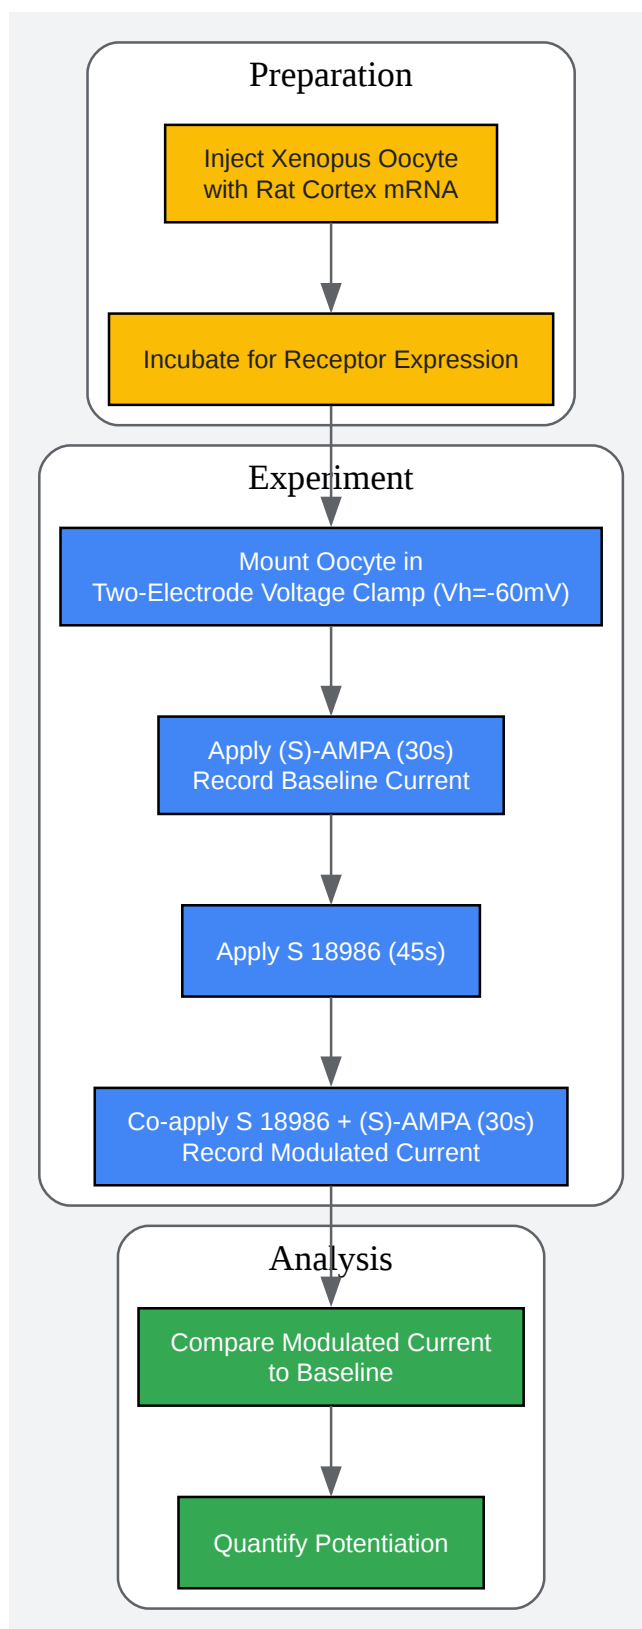 Preparation
Inject Xenopus Oocyte
with Rat Cortex mRNA
Incubate for Receptor Expression
Experiment
Mount Oocyte in
Two-Electrode Voltage Clamp (Vh=-60mV)
Apply (S)-AMPA (30s)
Record Baseline Current
Apply S 18986 (45s)
Co-apply S 18986 + (S)-AMPA (30s)
Record Modulated Current
Analysis
Compare Modulated Current
to Baseline
Quantify Potentiation